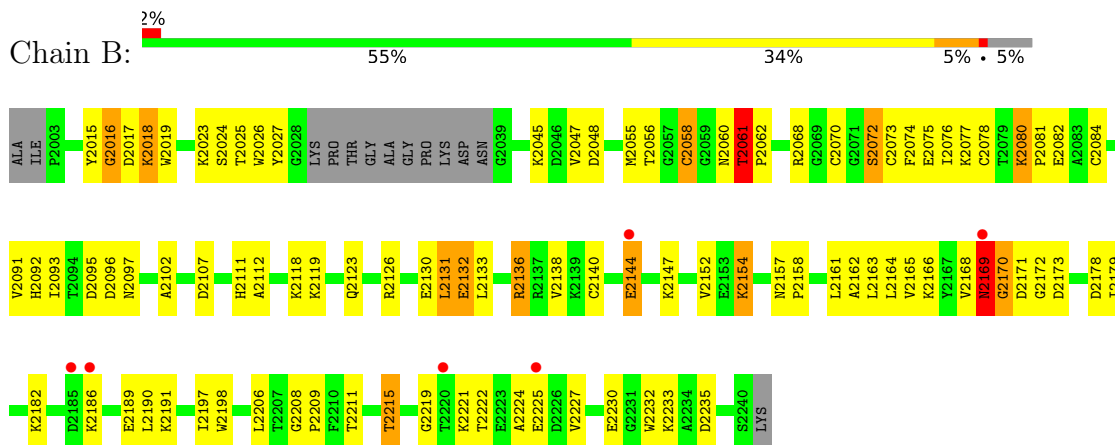 2%
Chain B:
55% 34% 5% • 5%
ALA ILE P2003 Y2015 G2016 D2017 K2018 W2019 K2023 S2024 T2025 W2026 Y2027 G2028 LYS PRO THR GLY ALA GLY PRO LYS ASP ASN G2039 K2045 D2046 V2047 D2048 M2055 T2056 G2057 C2058 G2059 N2060 T2061 P2062 R2068 G2069 C2070 G2071 S2072 C2073 F2074 E2075 I2076 K2077 C2078 T2079 K2080 P2081 E2082 A2083 C2084
V2091 H2092 I2093 T2094 D2095 D2096 N2097 A2102 D2107 H2111 A2112 K2118 K2119 Q2123 R2126 E2130 L2131 E2132 L2133 R2136 R2137 V2138 K2139 C2140 E2144 K2147 V2152 E2153 K2154 N2157 P2158 L2161 A2162 L2163 L2164 V2165 K2166 Y2167 V2168 N2169 G2170 D2171 G2172 D2173 D2178 I2179
K2182 D2185 K2186 E2189 L2190 K2191 I2197 W2198 L2206 T2207 G2208 P2209 F2210 T2211 T2215 G2219 T2220 K2221 T2222 E2223 A2224 E2225 D2226 V2227 E2230 G2231 W2232 K2233 A2234 D2235 S2240 LYS